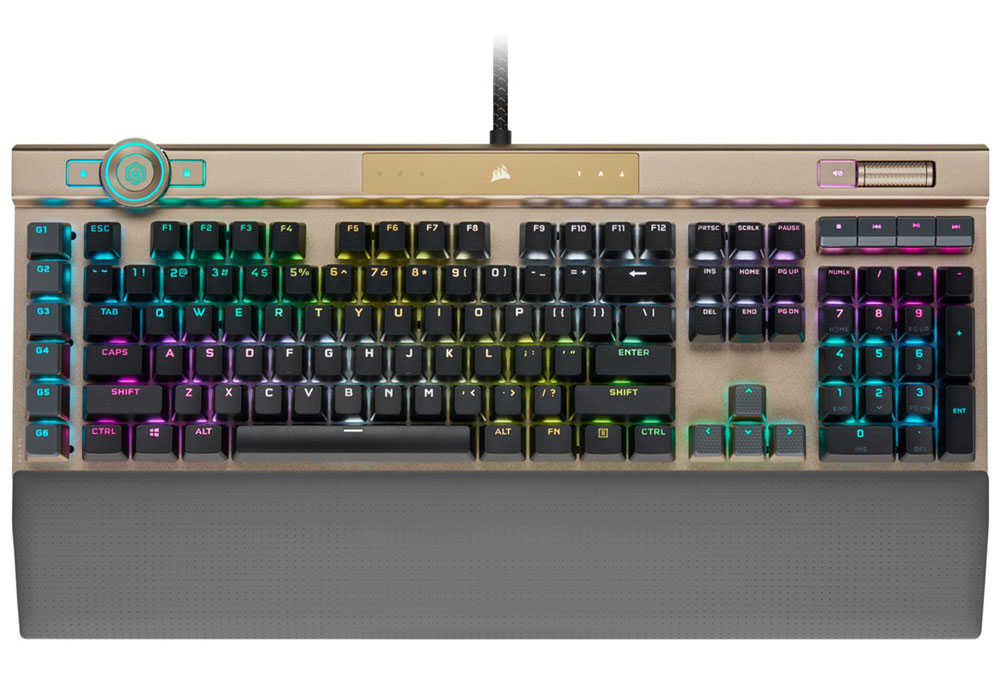 G1 ESC F1 F2 F3 F4 F5 F6 F7 F8 F9 F10 F11 F12 PRTSC SCRLK PAUSE
G2 ~ ` 1! 2@ 3# 4$ 5% 6^ 7& 8* 9( 0) -_ =+ INS HOME PG UP NUMLK / * -
G3 TAB Q W E R T Y U I O P [{ ]} \| DEL END PG DN 7 HOME 8 9 PG UP +
G4 CAPS A S D F G H J K L ;: '" ENTER 4 5 6
G5 SHIFT Z X C V B N M ,< .> /? SHIFT 1 END 2 3 PG DN ENT
G6 CTRL ALT ALT FN CTRL 0 INS . DEL